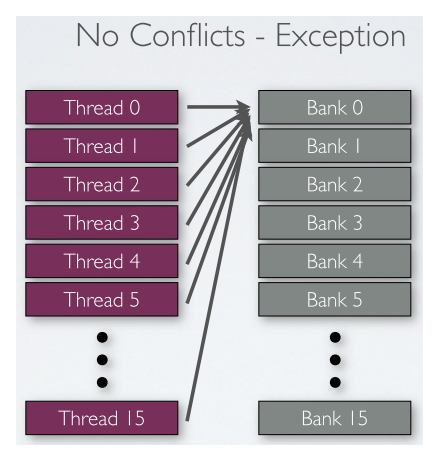 No Conflicts - Exception
Thread 0
Bank 0
Thread 1
Bank 1
Thread 2
Bank 2
Thread 3
Bank 3
Thread 4
Bank 4
Thread 5
Bank 5
Thread 15
Bank 15